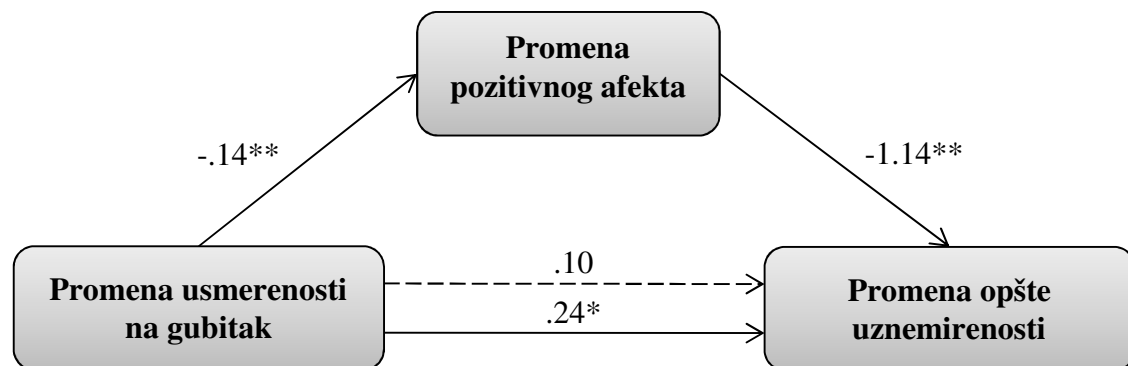 Promena
pozitivnog afekta
-.14**
-1.14**
Promena usmerenosti
na gubitak
.10
.24*
Promena opšte
uznemirenosti